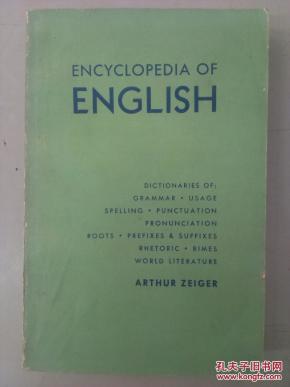 ENCYCLOPEDIA OF
ENGLISH
DICTIONARIES OF:
GRAMMAR • USAGE
SPELLING • PUNCTUATION
PRONUNCIATION
ROOTS • PREFIXES & SUFFIXES
RHETORIC • RIMES
WORLD LITERATURE
ARTHUR ZEIGER
孔夫子旧书网